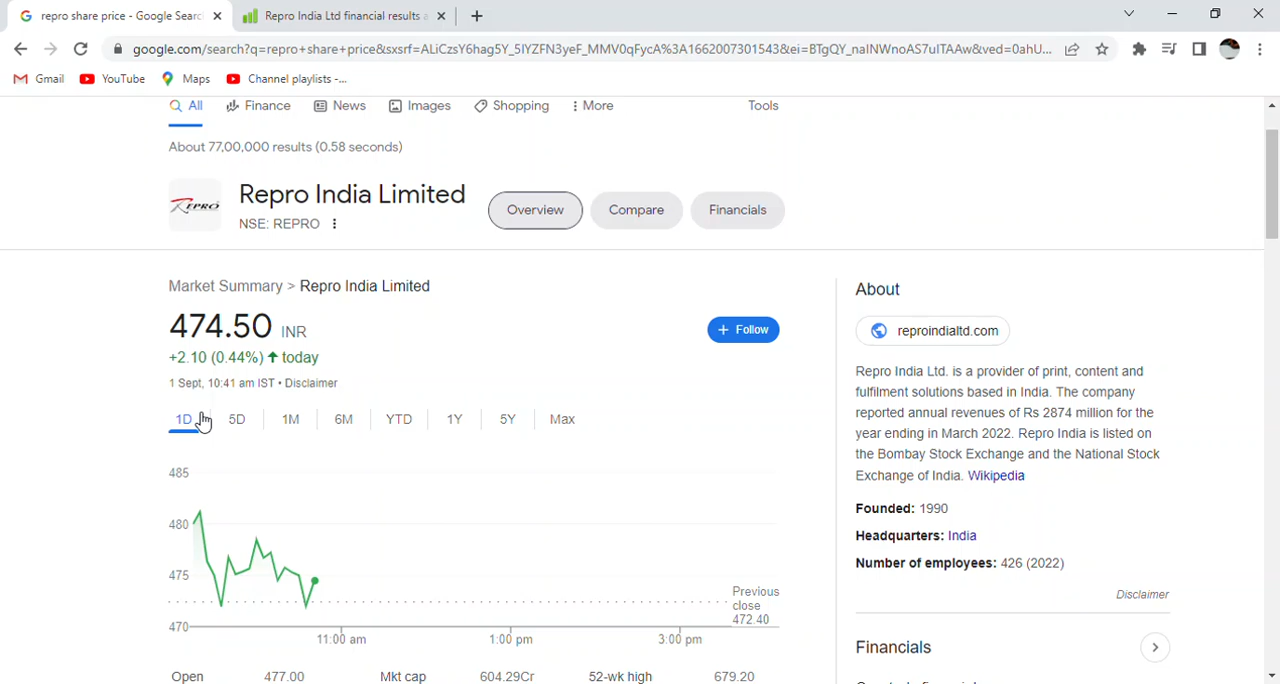 repro share price - Google Searc
Repro India Ltd financial results a
google.com/search?q=repro+share+price&sxsrf=ALiCzsY6hag5Y_5IYZFN3yeF_MMV0qFycA%3A1662007301543&ei=BTgQY_naINWnoAS7uITAAw&ved=0ahU...
Gmail
YouTube
Maps
Channel playlists -...
All
Finance
News
Images
Shopping
More
Tools
About 77,00,000 results (0.58 seconds)
REPRO
Repro India Limited
NSE: REPRO
Overview
Compare
Financials
Market Summary > Repro India Limited
474.50 INR
+ Follow
+2.10 (0.44%) ↑ today
1 Sept, 10:41 am IST • Disclaimer
1D
5D
1M
6M
YTD
1Y
5Y
Max
485
480
475
470
Previous
close
472.40
11:00 am
1:00 pm
3:00 pm
Open 477.00 Mkt cap 604.29Cr 52-wk high 679.20
About
reproindialtd.com
Repro India Ltd. is a provider of print, content and
fulfilment solutions based in India. The company
reported annual revenues of Rs 2874 million for the
year ending in March 2022. Repro India is listed on
the Bombay Stock Exchange and the National Stock
Exchange of India. Wikipedia
Founded: 1990
Headquarters: India
Number of employees: 426 (2022)
Disclaimer
Financials